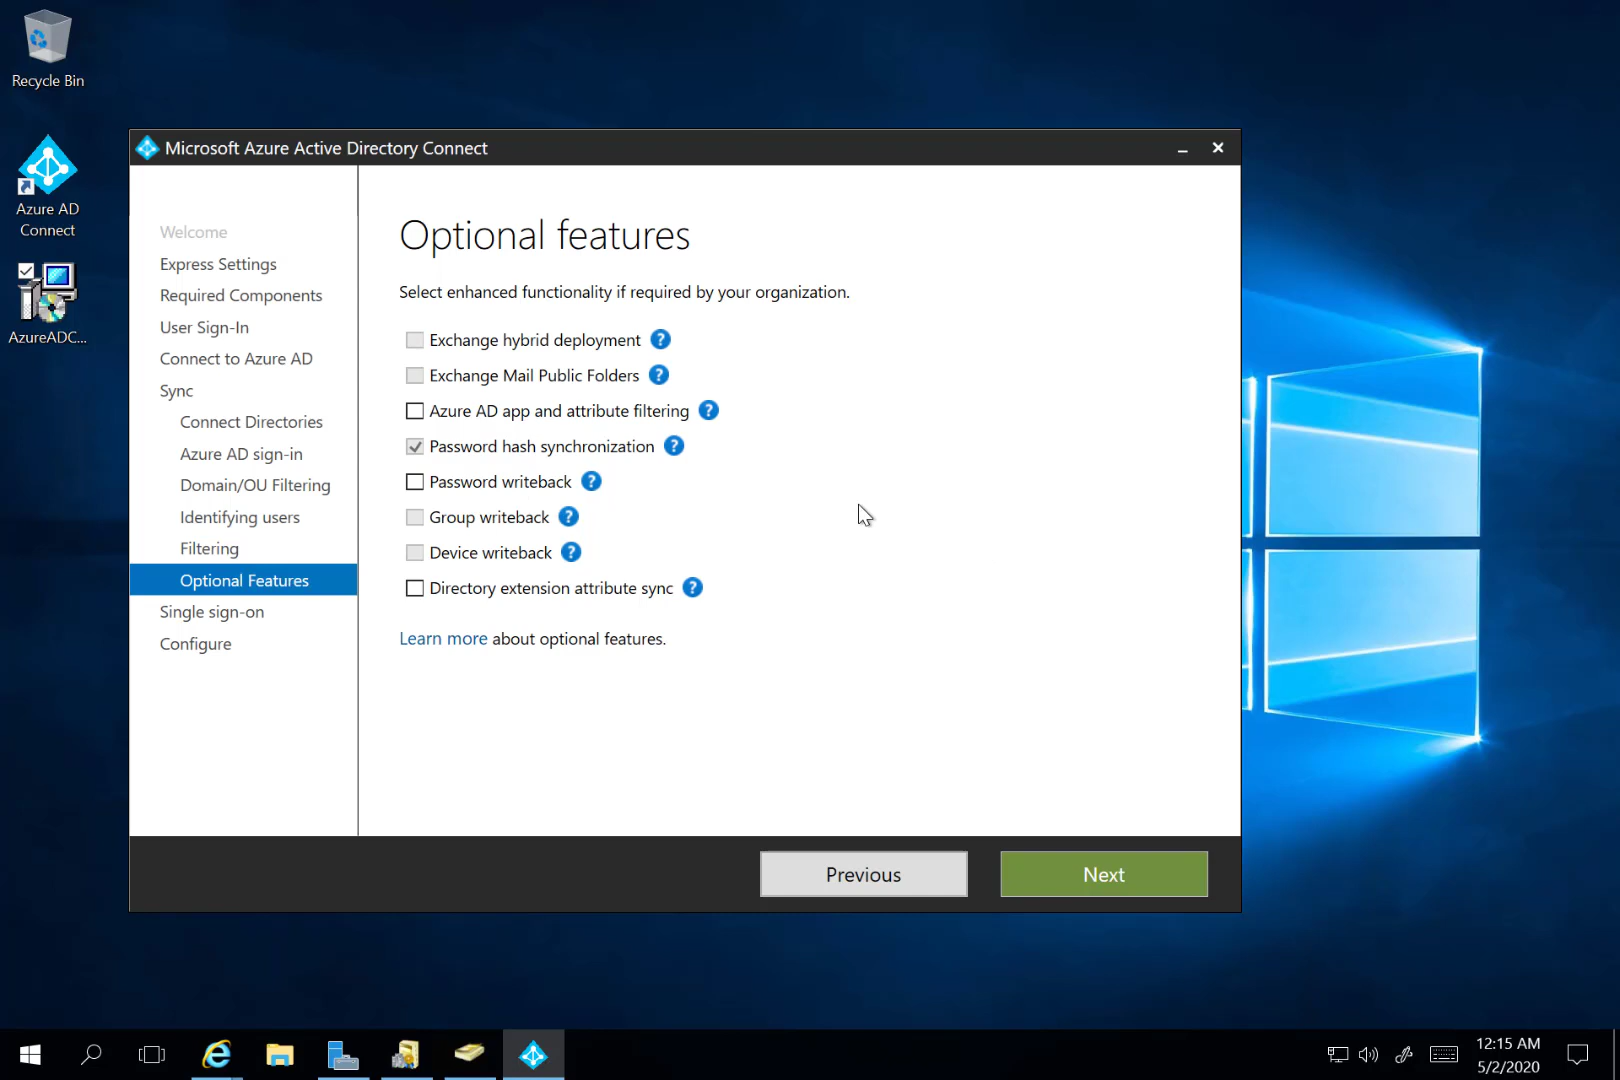 Recycle Bin
Azure AD
Connect
AzureADC...
Microsoft Azure Active Directory Connect
Welcome
Express Settings
Required Components
User Sign-In
Connect to Azure AD
Sync
Connect Directories
Azure AD sign-in
Domain/OU Filtering
Identifying users
Filtering
Optional Features
Single sign-on
Configure
Optional features
Select enhanced functionality if required by your organization.
Exchange hybrid deployment ?
Exchange Mail Public Folders ?
Azure AD app and attribute filtering ?
Password hash synchronization ?
Password writeback ?
Group writeback ?
Device writeback ?
Directory extension attribute sync ?
Learn more about optional features.
Previous
Next
12:15 AM
5/2/2020